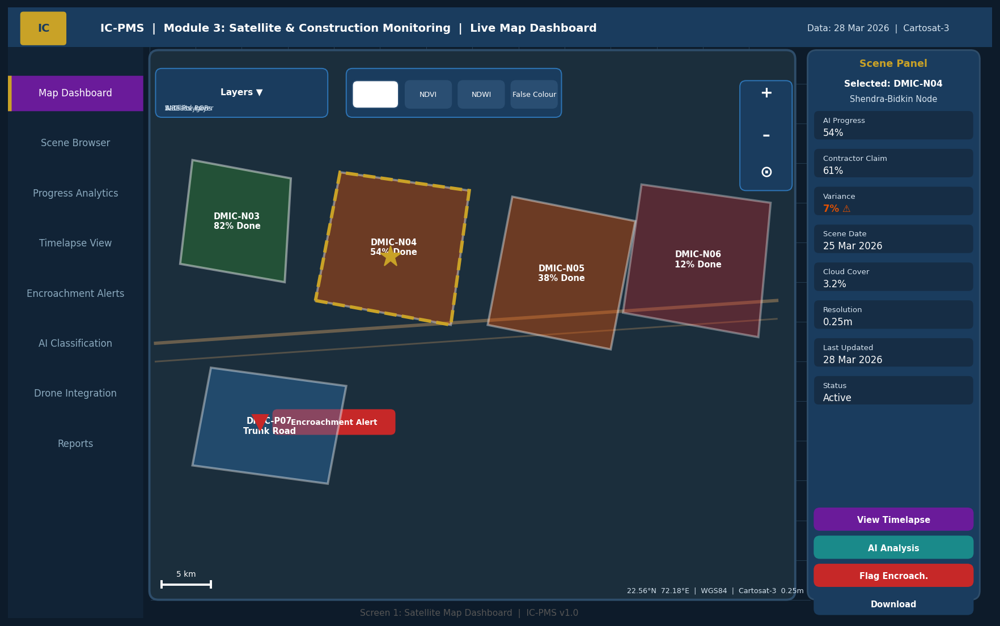 IC
IC-PMS | Module 3: Satellite & Construction Monitoring | Live Map Dashboard
Data: 28 Mar 2026 | Cartosat-3
Map Dashboard
Scene Browser
Progress Analytics
Timelapse View
Encroachment Alerts
AI Classification
Drone Integration
Reports
Layers ▼
NDVI
NDWI
False Colour
+
–
DMIC-N03
82% Done
DMIC-N04
54% Done
DMIC-N05
38% Done
DMIC-N06
12% Done
DMIC-P07
Trunk Road
Encroachment Alert
5 km
22.56°N 72.18°E | WGS84 | Cartosat-3 0.25m
Scene Panel
Selected: DMIC-N04
Shendra-Bidkin Node
AI Progress
54%
Contractor Claim
61%
Variance
7% ⚠
Scene Date
25 Mar 2026
Cloud Cover
3.2%
Resolution
0.25m
Last Updated
28 Mar 2026
Status
Active
View Timelapse
AI Analysis
Flag Encroach.
Download
Screen 1: Satellite Map Dashboard | IC-PMS v1.0